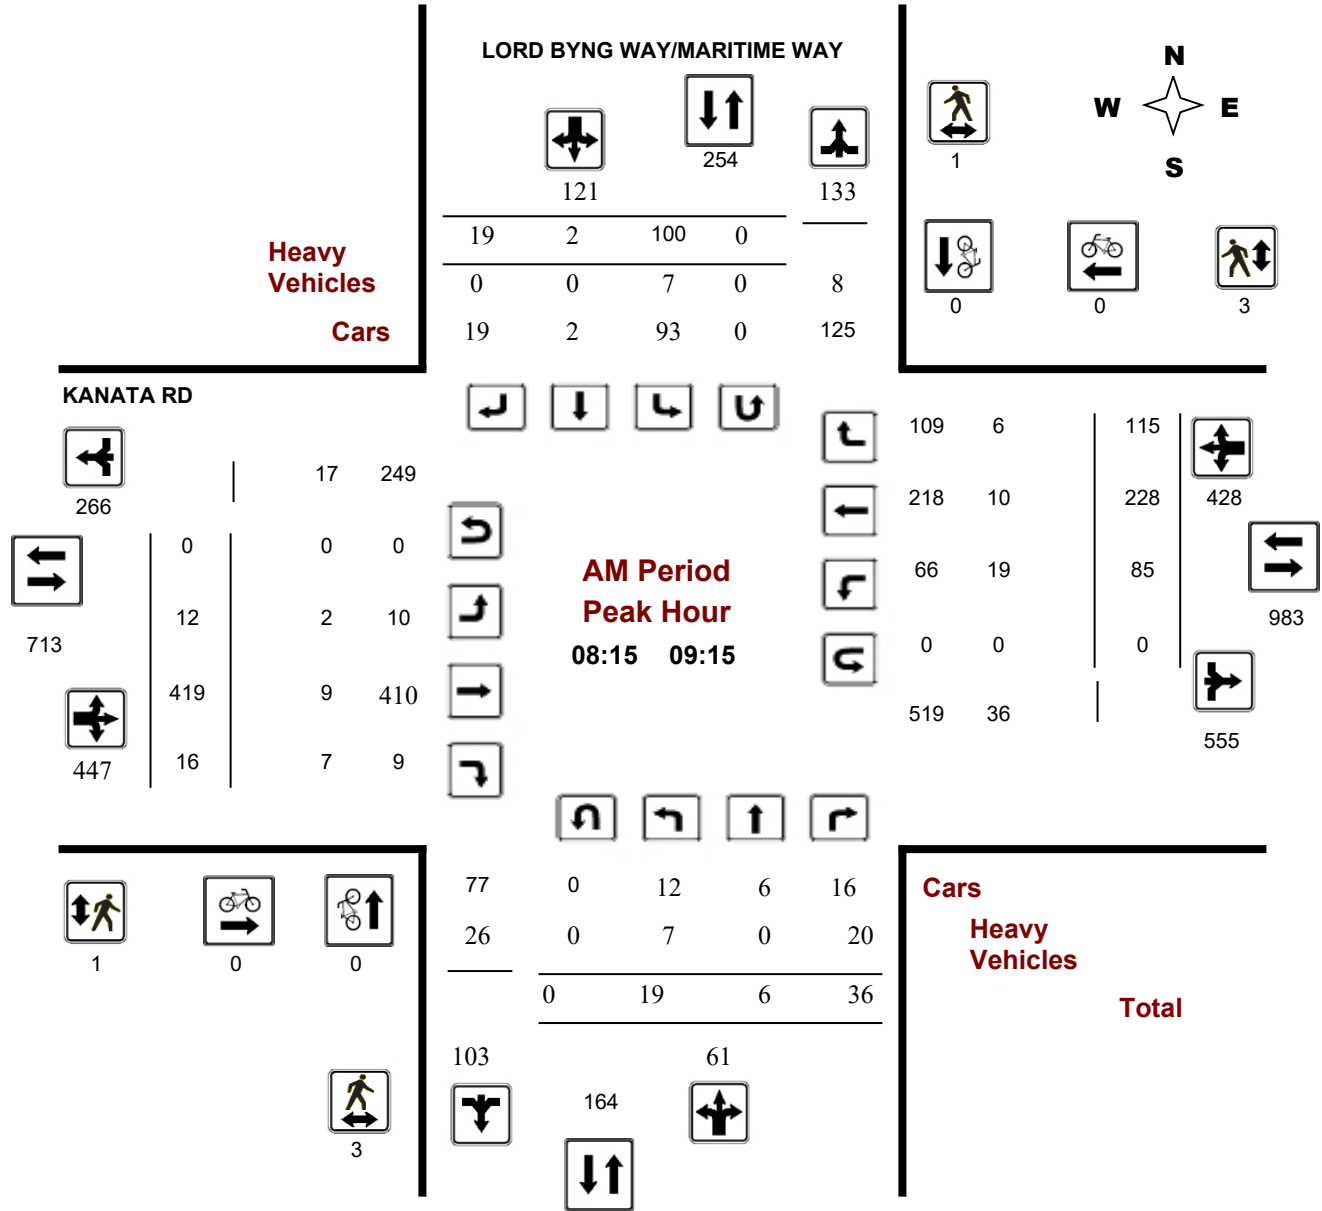 LORD BYNG WAY/MARITIME WAY
N
W E
S
254
1
121 133
19 2 100 0
Heavy
Vehicles
0 0 7 0 8
0 0 3
Cars
19 2 93 0 125
KANATA RD
109 6 115
17 249
266
218 10 228 428
0 0 0
AM Period
66 19 85
Peak Hour
12 2 10
983
713
08:15 09:15
0 0 0
419 9 410
519 36
555
447
16 7 9
77 0 12 6 16
Cars
26 0 7 0 20
Heavy
Vehicles
1 0 0
0 19 6 36
Total
103 61
164
3